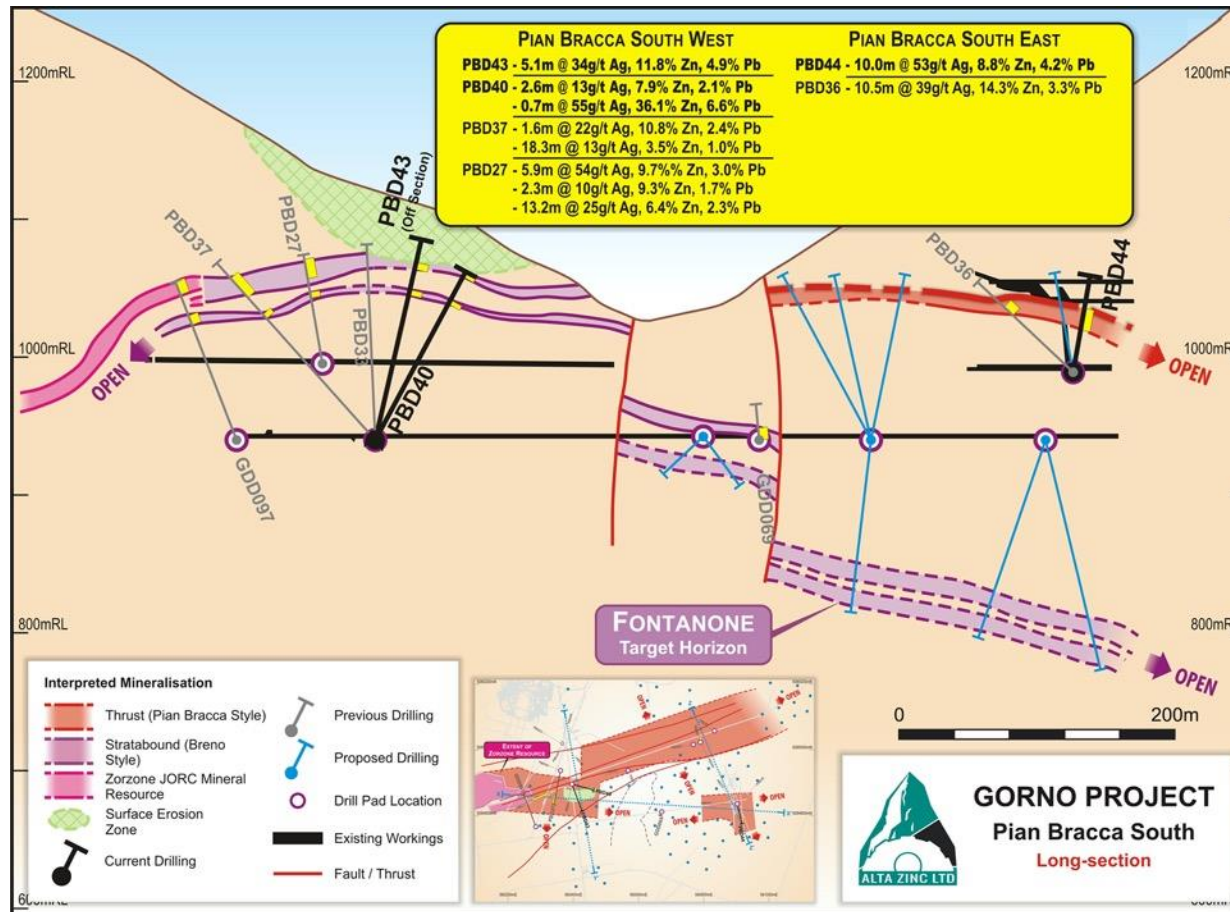 PIAN BRACCA SOUTH WEST
PBD43 - 5.1m @ 34g/t Ag, 11.8% Zn, 4.9% Pb
PBD40 - 2.6m @ 13g/t Ag, 7.9% Zn, 2.1% Pb
- 0.7m @ 55g/t Ag, 36.1% Zn, 6.6% Pb
PBD37 - 1.6m @ 22g/t Ag, 10.8% Zn, 2.4% Pb
- 18.3m @ 13g/t Ag, 3.5% Zn, 1.0% Pb
PBD27 - 5.9m @ 54g/t Ag, 9.7%% Zn, 3.0% Pb
- 2.3m @ 10g/t Ag, 9.3% Zn, 1.7% Pb
- 13.2m @ 25g/t Ag, 6.4% Zn, 2.3% Pb
PIAN BRACCA SOUTH EAST
PBD44 - 10.0m @ 53g/t Ag, 8.8% Zn, 4.2% Pb
PBD36 - 10.5m @ 39g/t Ag, 14.3% Zn, 3.3% Pb
1200mRL
1200mRL
PBD43
(Off Section)
PBD37
PBD27
PBD33
PBD40
GDD097
PBD36
PBD44
GDD069
1000mRL
1000mRL
OPEN
OPEN
OPEN
800mRL
800mRL
FONTANONE
Target Horizon
Interpreted Mineralisation
Thrust (Pian Bracca Style)
Stratabound (Breno
Style)
Zorzone JORC Mineral
Resource
Surface Erosion
Zone
Current Drilling
Previous Drilling
Proposed Drilling
Drill Pad Location
Existing Workings
Fault / Thrust
EXTENT OF
ZORZONE RESOURCE
OPEN
OPEN
OPEN
OPEN
OPEN
OPEN
OPEN
0
200m
GORNO PROJECT
Pian Bracca South
Long-section
ALTA ZINC LTD